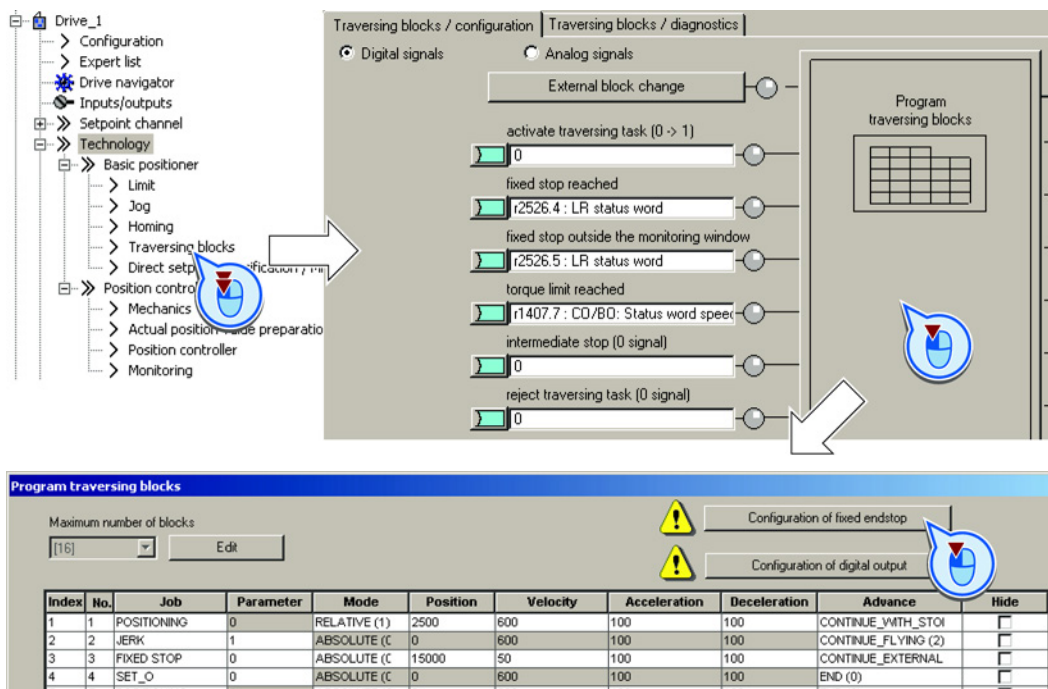 Drive_1
Configuration
Expert list
Drive navigator
Inputs/outputs
Setpoint channel
Technology
Basic positioner
Limit
Jog
Homing
Traversing blocks
Direct setp
Position contro
Mechanics
Actual position preparatio
Position controller
Monitoring
Traversing blocks / configuration Traversing blocks / diagnostics
Digital signals Analog signals
External block change
activate traversing task (0 -> 1)
0
fixed stop reached
r2526.4 : LR status word
fixed stop outside the monitoring window
r2526.5 : LR status word
torque limit reached
r1407.7 : CO/BO: Status word speed
intermediate stop (0 signal)
0
reject traversing task (0 signal)
0
Program
traversing blocks
Program traversing blocks
Maximum number of blocks
[16] Edit
Configuration of fixed endstop
Configuration of digital output
Index No. Job Parameter Mode Position Velocity Acceleration Deceleration Advance Hide
1 1 POSITIONING 0 RELATIVE (1) 2500 600 100 100 CONTINUE_WITH_STOI
2 2 JERK 1 ABSOLUTE (0 0 600 100 100 CONTINUE_FLYING (2)
3 3 FIXED STOP 0 ABSOLUTE (0 15000 50 100 100 CONTINUE_EXTERNAL
4 4 SET_O 0 ABSOLUTE (0 0 600 100 100 END (0)